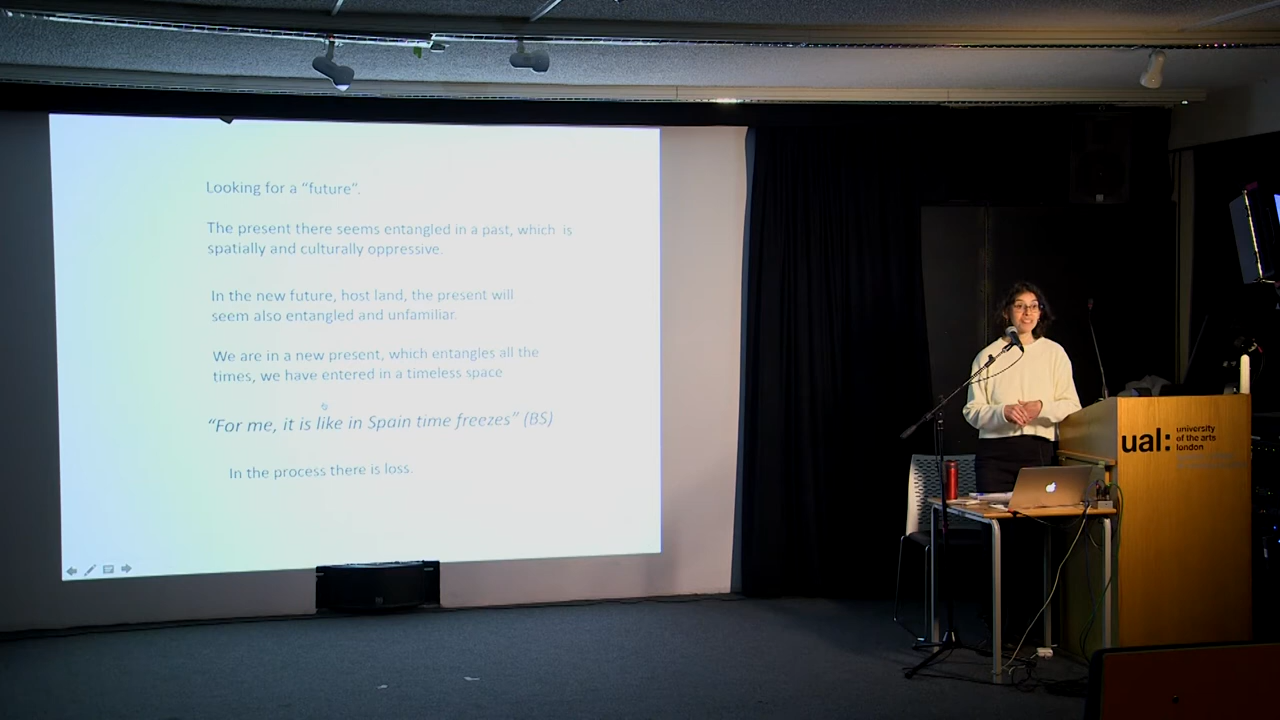 Looking for a "future".
The present there seems entangled in a past, which is
spatially and culturally oppressive.
In the new future, host land, the present will
seem also entangled and unfamiliar.
We are in a new present, which entangles all the
times, we have entered in a timeless space
"For me, it is like in Spain time freezes" (BS)
In the process there is loss.
ual: university
of the arts
london